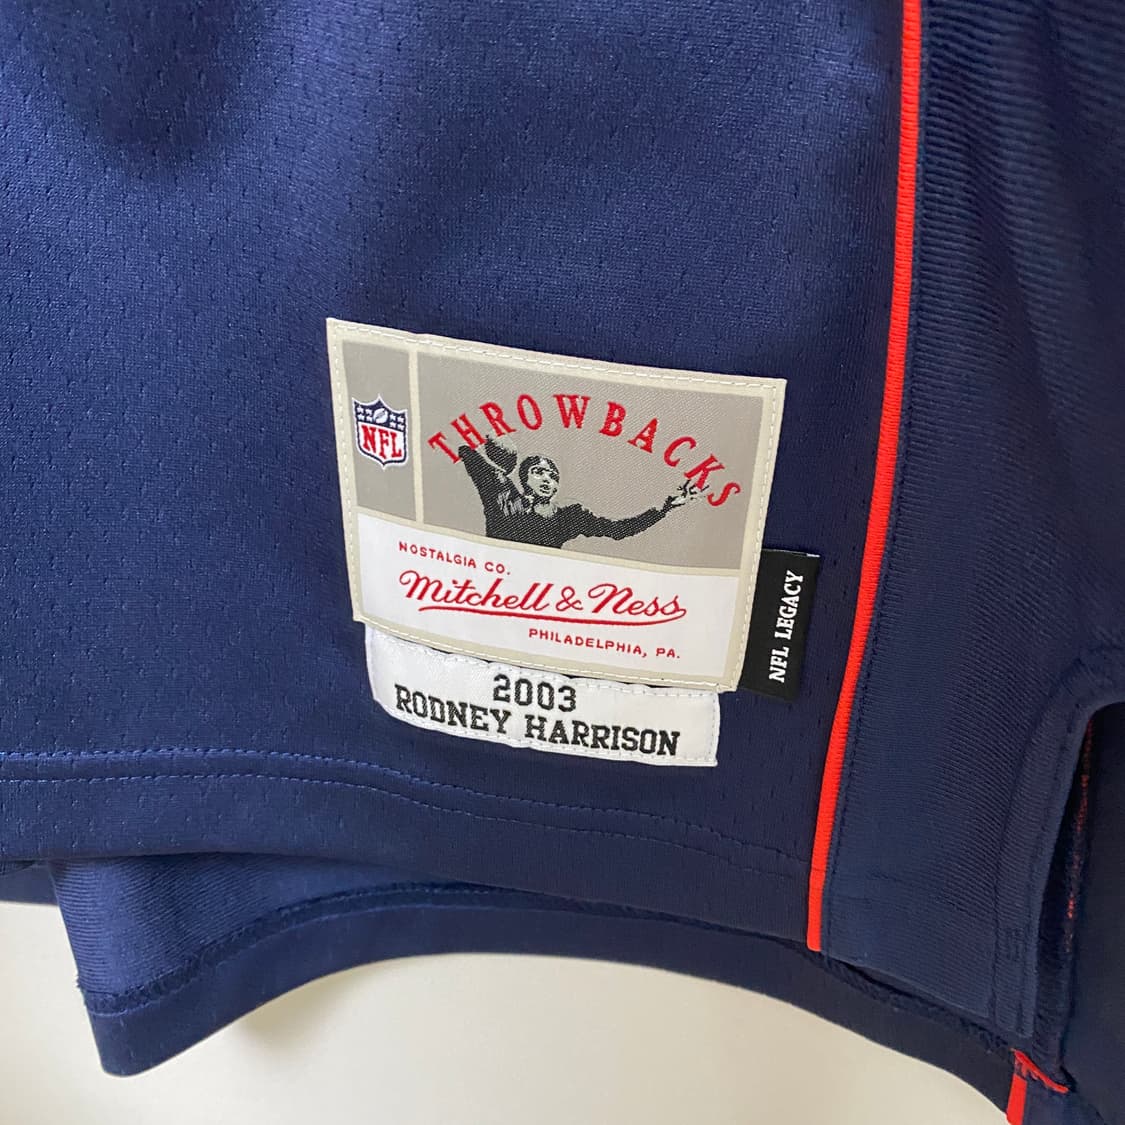 NFL
THROWBACKS
NOSTALGIA CO.
Mitchell & Ness
PHILADELPHIA, PA.
NFL LEGACY
2003
RODNEY HARRISON